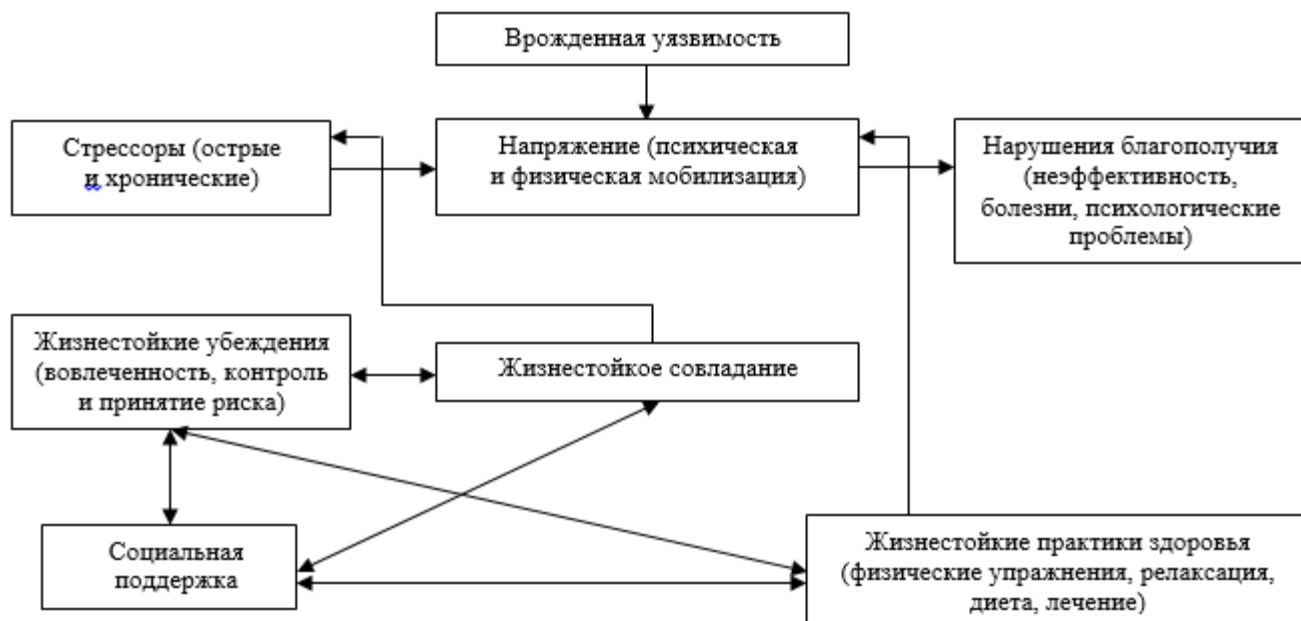 Врожденная уязвимость
Стрессоры (острые
и хронические)
Напряжение (психическая
и физическая мобилизация)
Нарушения благополучия
(неэффективность,
болезни, психологические
проблемы)
Жизнестойкие убеждения
(вовлеченность, контроль
и принятие риска)
Жизнестойкое совладание
Социальная
поддержка
Жизнестойкие практики здоровья
(физические упражнения, релаксация,
диета, лечение)